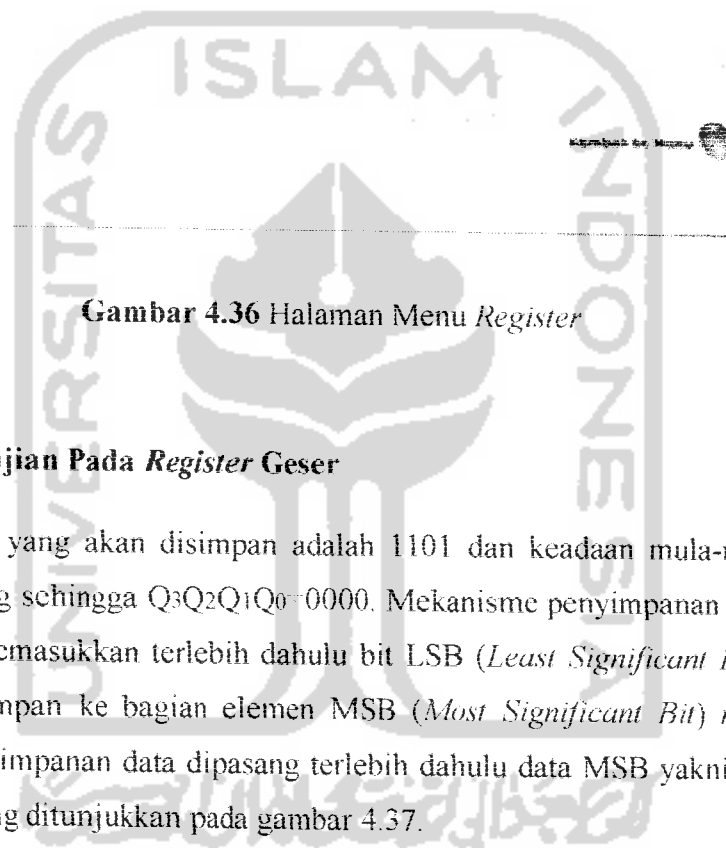 ISLAM
UNIVERSITAS
INDONESIA
Gambar 4.36 Halaman Menu Register
jian Pada Register Geser
yang akan disimpan adalah 1101 dan keadaan mula-
g sehingga Q3Q2Q1Q0=0000. Mekanisme penyimpanan
emasukkan terlebih dahulu bit LSB (Least Significant
mpan ke bagian elemen MSB (Most Significant Bit)
impanan data dipasang terlebih dahulu data MSB yakni
g ditunjukkan pada gambar 4.37.